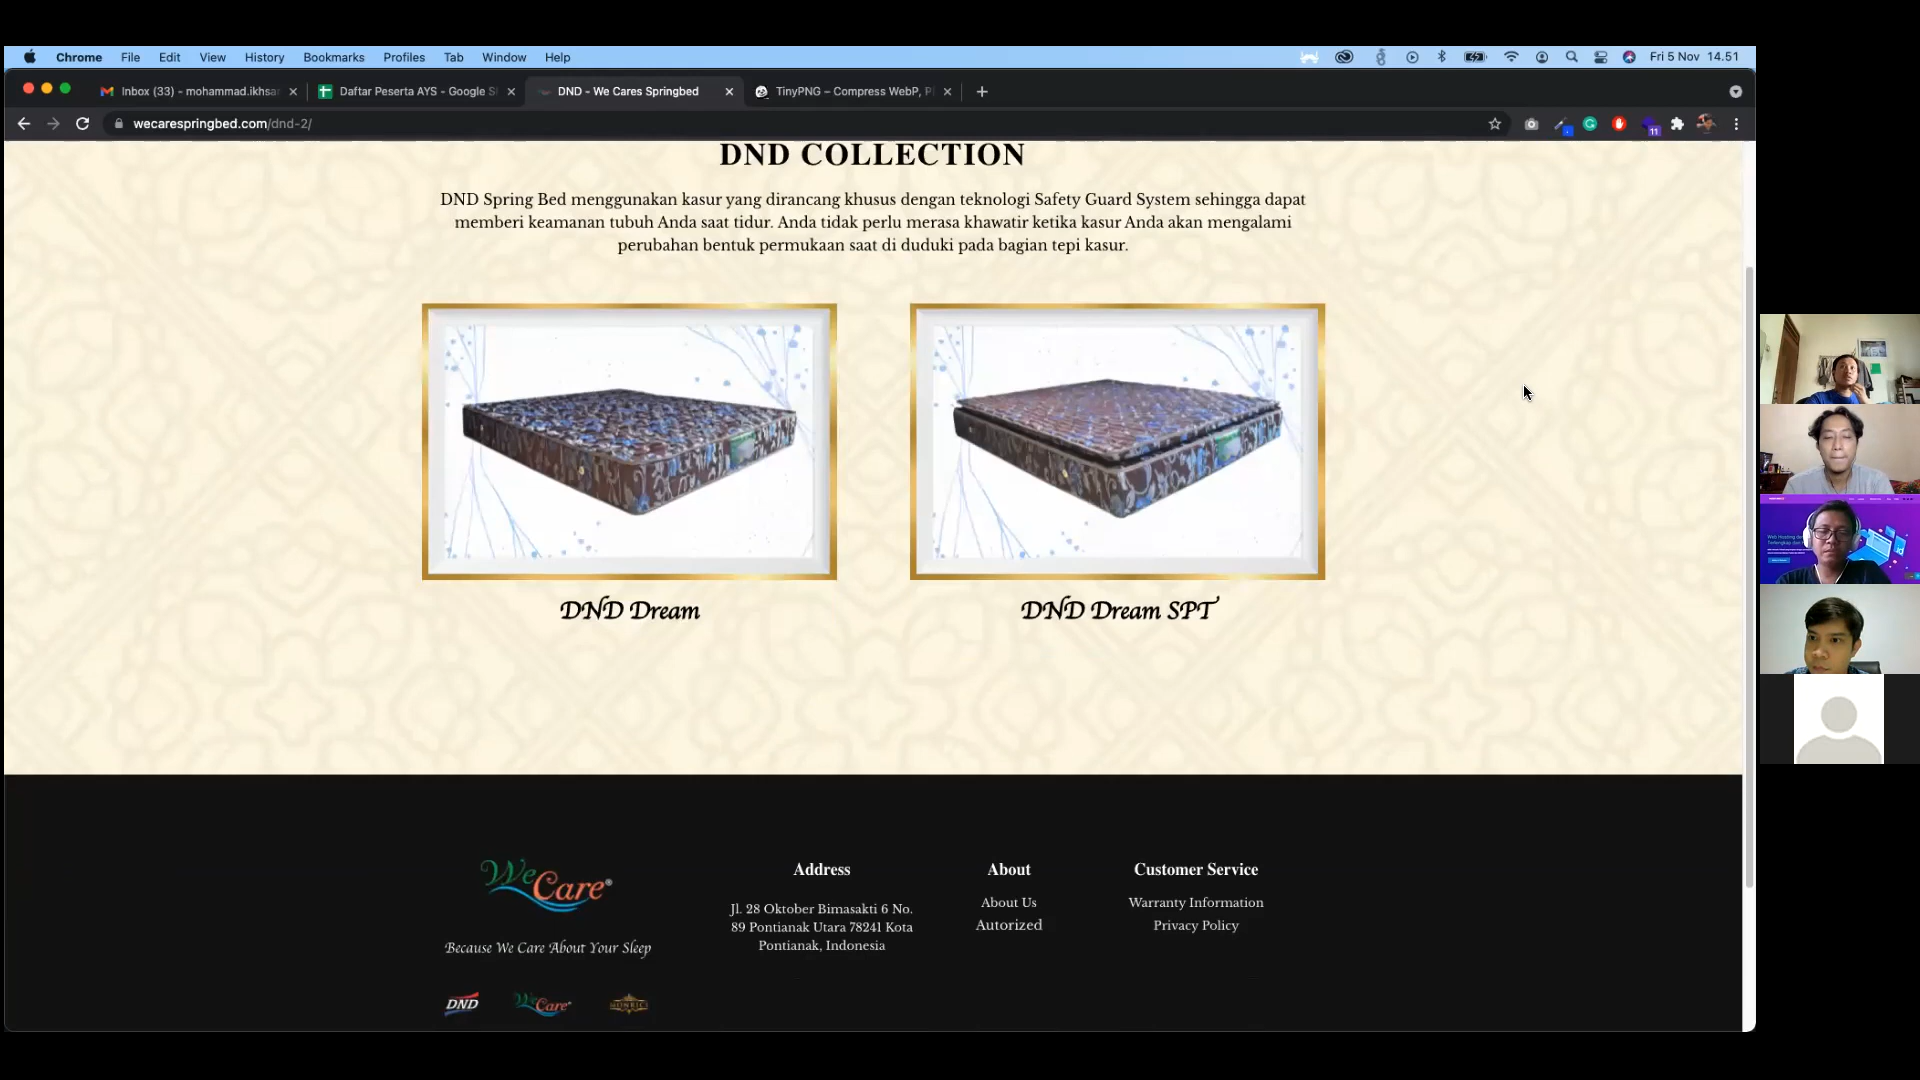 Chrome File Edit View History Bookmarks Profiles Tab Window Help Fri 5 Nov 14.51
Inbox (33) - mohammad.ikhsa Daftar Peserta AYS - Google S DND - We Cares Springbed TinyPNG – Compress WebP, P
wecarespringbed.com/dnd-2/ 11
DND COLLECTION
DND Spring Bed menggunakan kasur yang dirancang khusus dengan teknologi Safety Guard System sehingga dapat
memberi keamanan tubuh Anda saat tidur. Anda tidak perlu merasa khawatir ketika kasur Anda akan mengalami
perubahan bentuk permukaan saat di duduki pada bagian tepi kasur.
DND Dream
DND Dream SPT
WeCare®
Because We Care About Your Sleep
DND WeCare®
Address
Jl. 28 Oktober Bimasakti 6 No.
89 Pontianak Utara 78241 Kota
Pontianak, Indonesia
About
About Us
Autorized
Customer Service
Warranty Information
Privacy Policy